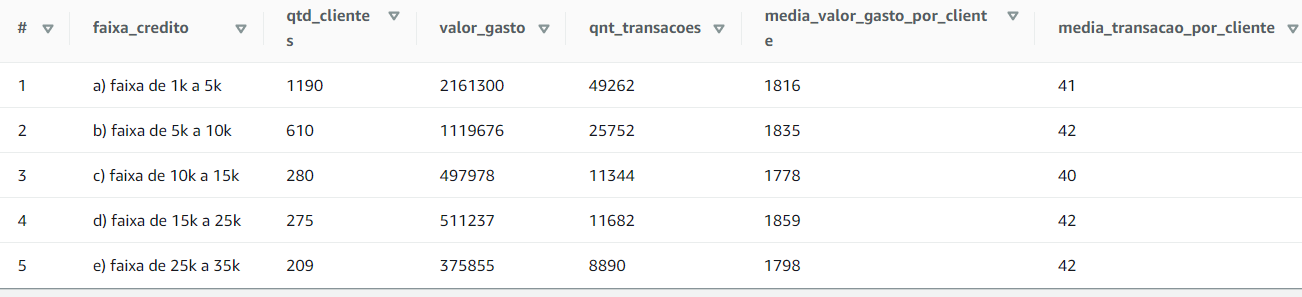 # faixa_credito qtd_clientes valor_gasto qnt_transacoes media_valor_gasto_por_cliente media_transacao_por_cliente
1 a) faixa de 1k a 5k 1190 2161300 49262 1816 41
2 b) faixa de 5k a 10k 610 1119676 25752 1835 42
3 c) faixa de 10k a 15k 280 497978 11344 1778 40
4 d) faixa de 15k a 25k 275 511237 11682 1859 42
5 e) faixa de 25k a 35k 209 375855 8890 1798 42